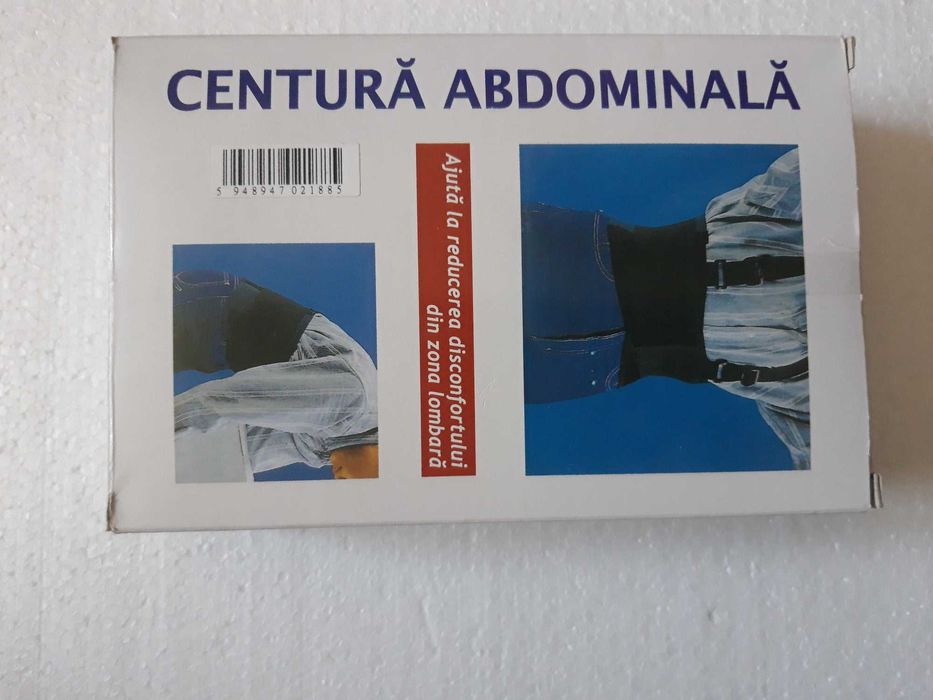 CENTURĂ ABDOMINALĂ
5 948947 021885
Ajută la reducerea disconfortului
din zona lombară